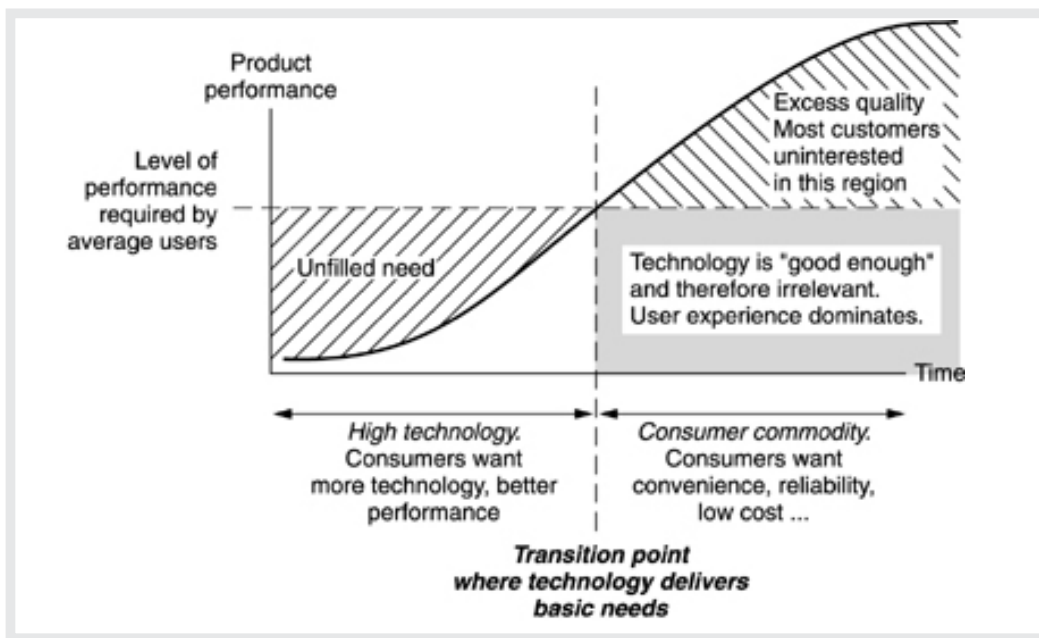 Product
performance
Level of
performance
required by
average users
Excess quality
Most customers
uninterested
in this region
Unfilled need
Technology is "good enough"
and therefore irrelevant.
User experience dominates.
Time
High technology.
Consumers want
more technology, better
performance
Consumer commodity.
Consumers want
convenience, reliability,
low cost ...
Transition point
where technology delivers
basic needs